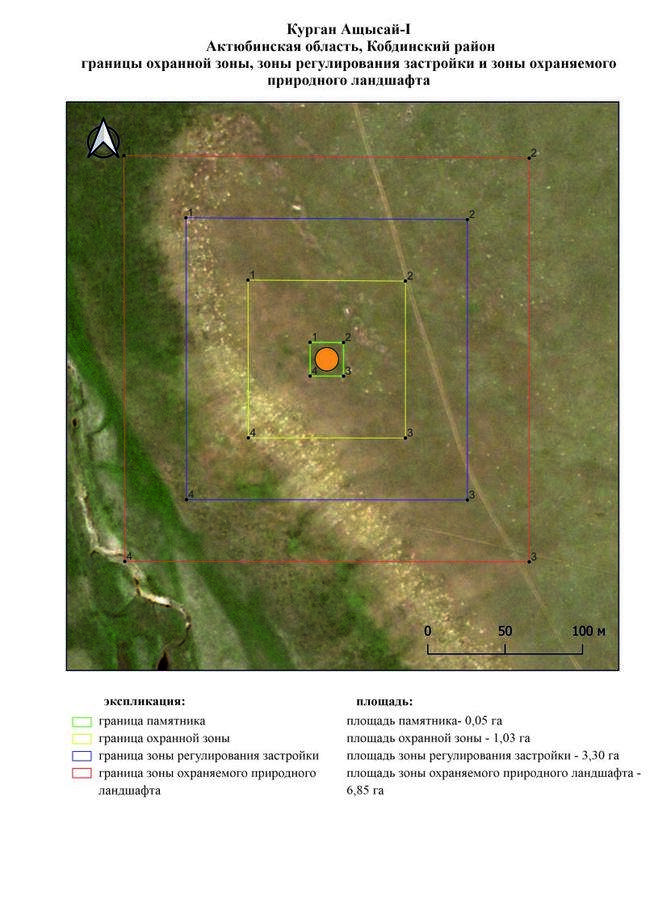 Курган Ащысай-I
Актюбинская область, Кобдинский район
границы охранной зоны, зоны регулирования застройки и зоны охраняемого
природного ландшафта
1
2
1
2
1
2
1
2
4
3
4
3
4
3
4
3
0 50 100 м
экспликация:
площадь:
граница памятника
площадь памятника- 0,05 га
граница охранной зоны
площадь охранной зоны - 1,03 га
граница зоны регулирования застройки
площадь зоны регулирования застройки - 3,30 га
граница зоны охраняемого природного
площадь зоны охраняемого природного ландшафта -
ландшафта
6,85 га